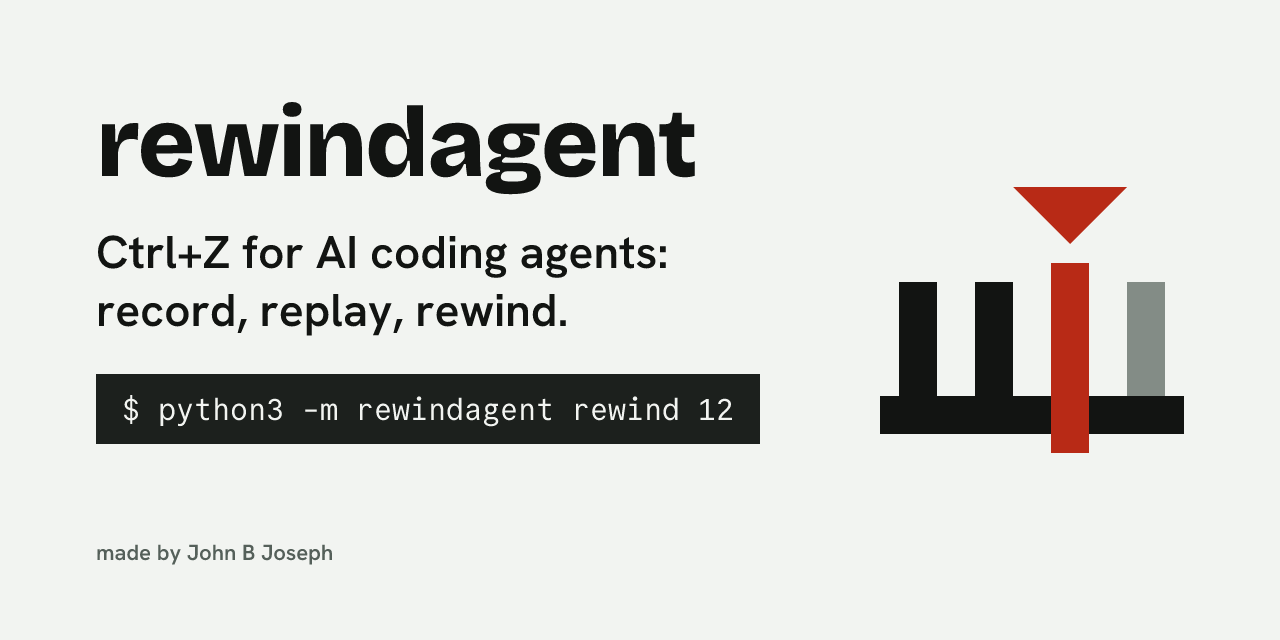 rewindagent
Ctrl+Z for AI coding agents:
record, replay, rewind.
$ python3 -m rewindagent rewind 12
made by John B Joseph